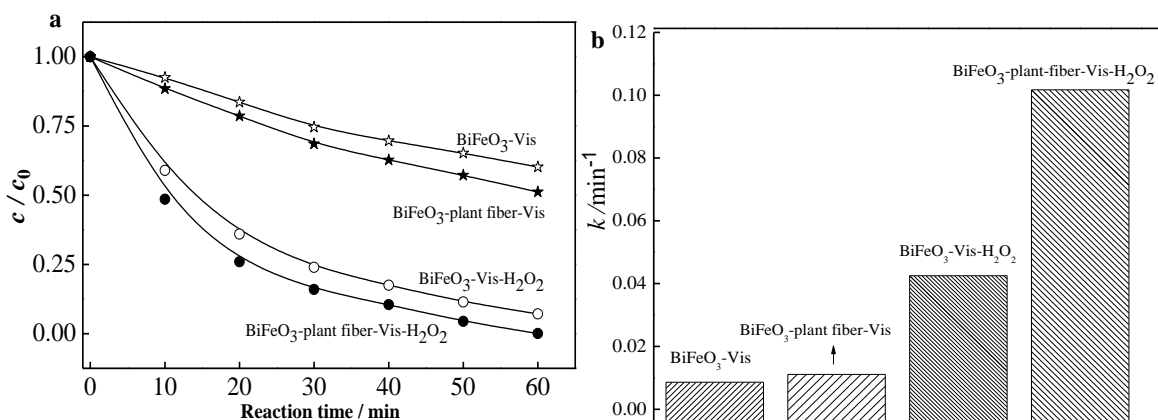 a
1.00
0.75
0.50
0.25
0.00
c / c₀
BiFeO₃-Vis
BiFeO₃-plant fiber-Vis
BiFeO₃-Vis-H₂O₂
BiFeO₃-plant fiber-Vis-H₂O₂
0 10 20 30 40 50 60
Reaction time / min
b
0.12
0.10
0.08
0.06
0.04
0.02
0.00
k /min⁻¹
BiFeO₃-plant-fiber-Vis-H₂O₂
BiFeO₃-Vis-H₂O₂
BiFeO₃-plant fiber-Vis
BiFeO₃-Vis